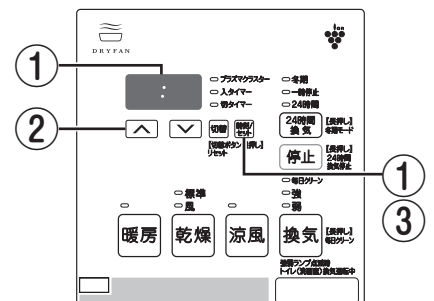 DRYFAN
ion
①
:
プラズマクラスター
入タイマー
切タイマー
冬期
一時停止
24時間
②
切替
時刻/
セット
24時間
換気
【長押し】
冬期モード
【切替ボタン 長押し】
リセット
停止
【長押し】
24時間
換気停止
①
③
毎日クリーン
標準
風
強
弱
暖房
乾燥
涼風
換気
【長押し】
毎日クリーン
強弱ランプ点滅時
トイレ(洗面室)換気運転中